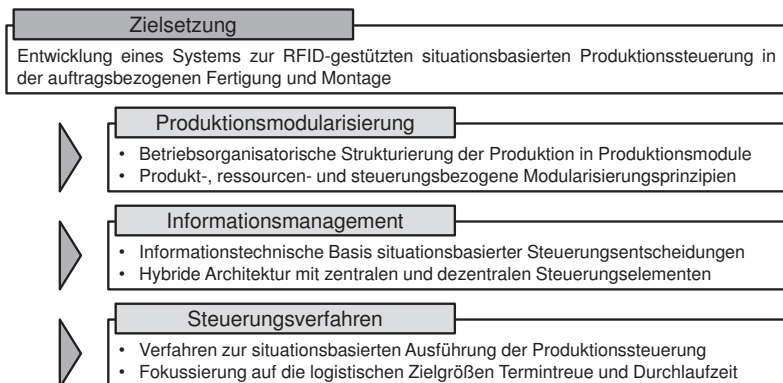 Zielsetzung
Entwicklung eines Systems zur RFID-gestützten situationsbasierten Produktionssteuerung in
der auftragsbezogenen Fertigung und Montage
Produktionsmodularisierung
• Betriebsorganisatorische Strukturierung der Produktion in Produktionsmodule
• Produkt-, ressourcen- und steuerungsbezogene Modularisierungsprinzipien
Informationsmanagement
• Informationstechnische Basis situationsbasierter Steuerungsentscheidungen
• Hybride Architektur mit zentralen und dezentralen Steuerungselementen
Steuerungsverfahren
• Verfahren zur situationsbasierten Ausführung der Produktionssteuerung
• Fokussierung auf die logistischen Zielgrößen Termintreue und Durchlaufzeit